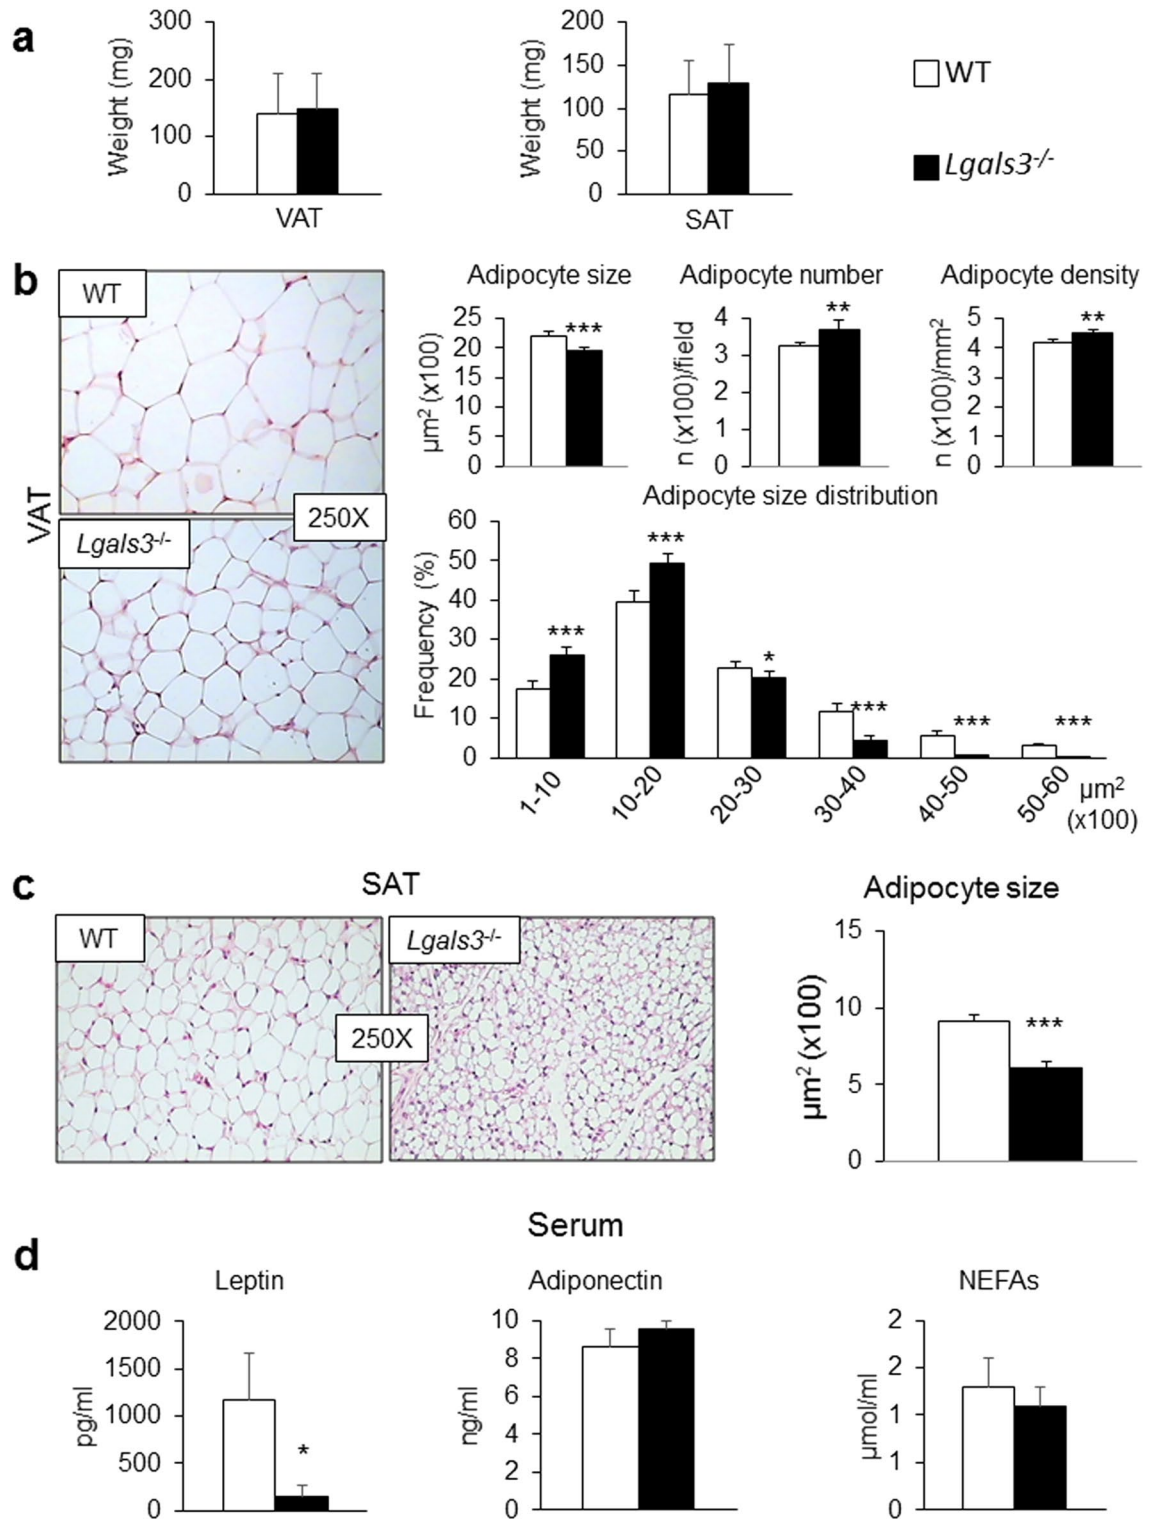 a
Weight (mg)
300
200
100
0
VAT
Weight (mg)
200
150
100
50
0
SAT
WT
Lgals3-/-
b
VAT
WT
Lgals3-/-
250X
Adipocyte size
µm2 (x100)
25
20
15
10
5
0
***
Adipocyte number
n (x100)/field
4
3
2
1
0
**
Adipocyte density
n (x100)/mm2
5
4
3
2
1
0
**
Adipocyte size distribution
Frequency (%)
60
50
40
30
20
10
0
*** *** * *** *** ***
1-10 10-20 20-30 30-40 40-50 50-60
µm2
(x100)
c
SAT
WT
Lgals3-/-
250X
Adipocyte size
µm2 (x100)
15
10
5
0
***
d
Serum
Leptin
pg/ml
2000
1500
1000
500
0
*
Adiponectin
ng/ml
10
8
6
4
2
0
NEFAs
µmol/ml
2
2
1
1
0